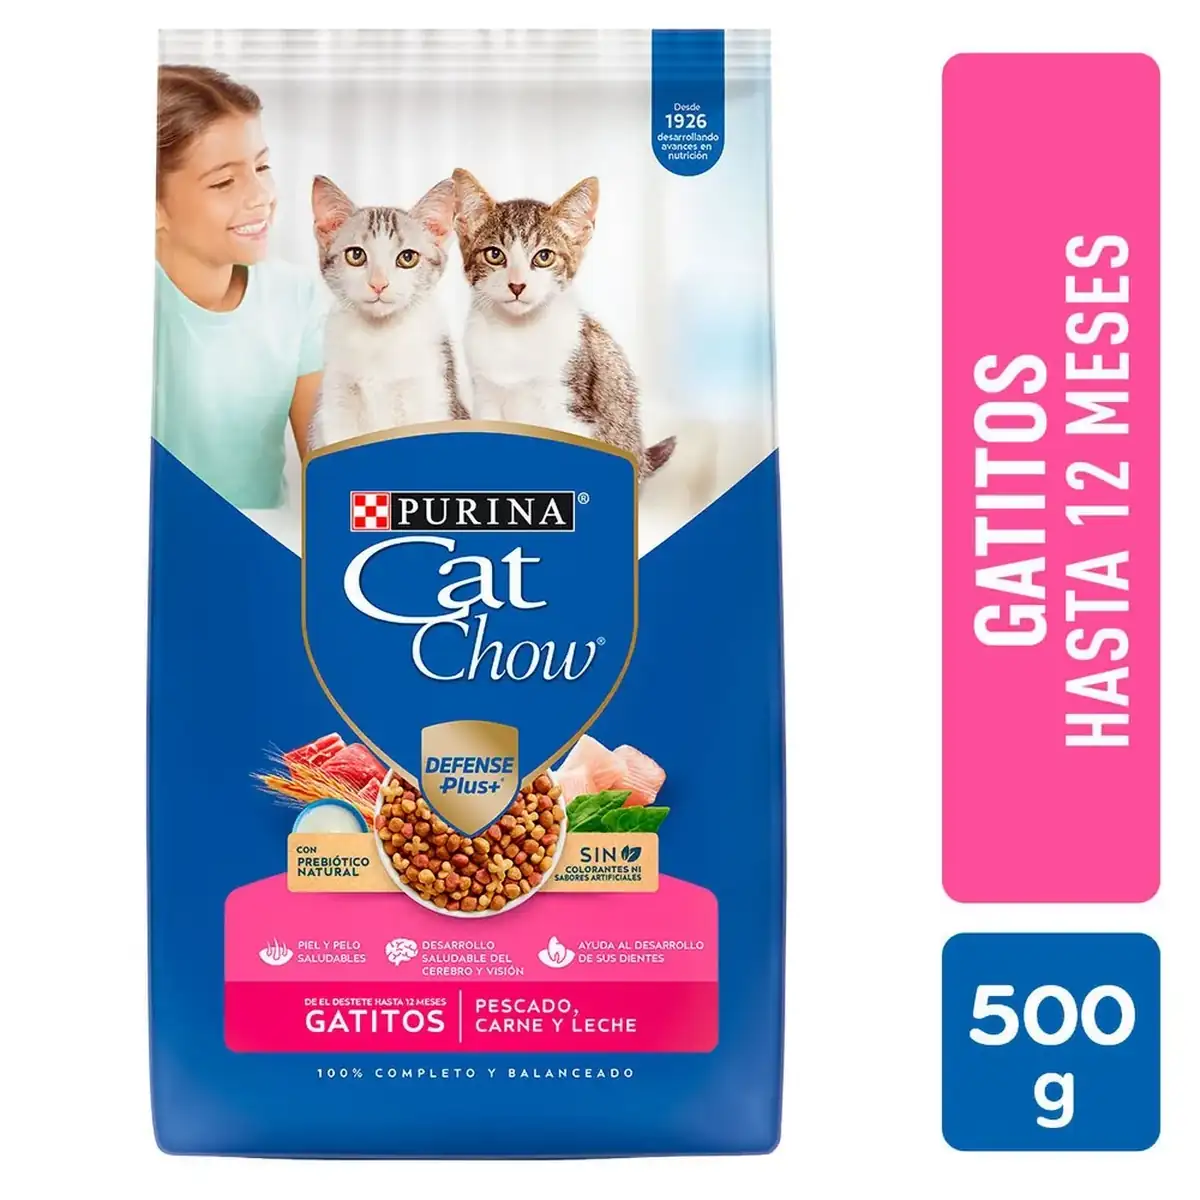 Desde
1926
desarrollando
avances en
nutrición
PURINA®
Cat
Chow®
DEFENSE
Plus+
CON
PREBIÓTICO
NATURAL
SIN
COLORANTES NI
SABORES ARTIFICIALES
PIEL Y PELO
SALUDABLES
DESARROLLO
SALUDABLE DEL
CEREBRO Y VISIÓN
AYUDA AL DESARROLLO
DE SUS DIENTES
DE EL DESTETE HASTA 12 MESES
GATITOS
PESCADO,
CARNE Y LECHE
100% COMPLETO Y BALANCEADO
GATITOS
HASTA 12 MESES
500
g